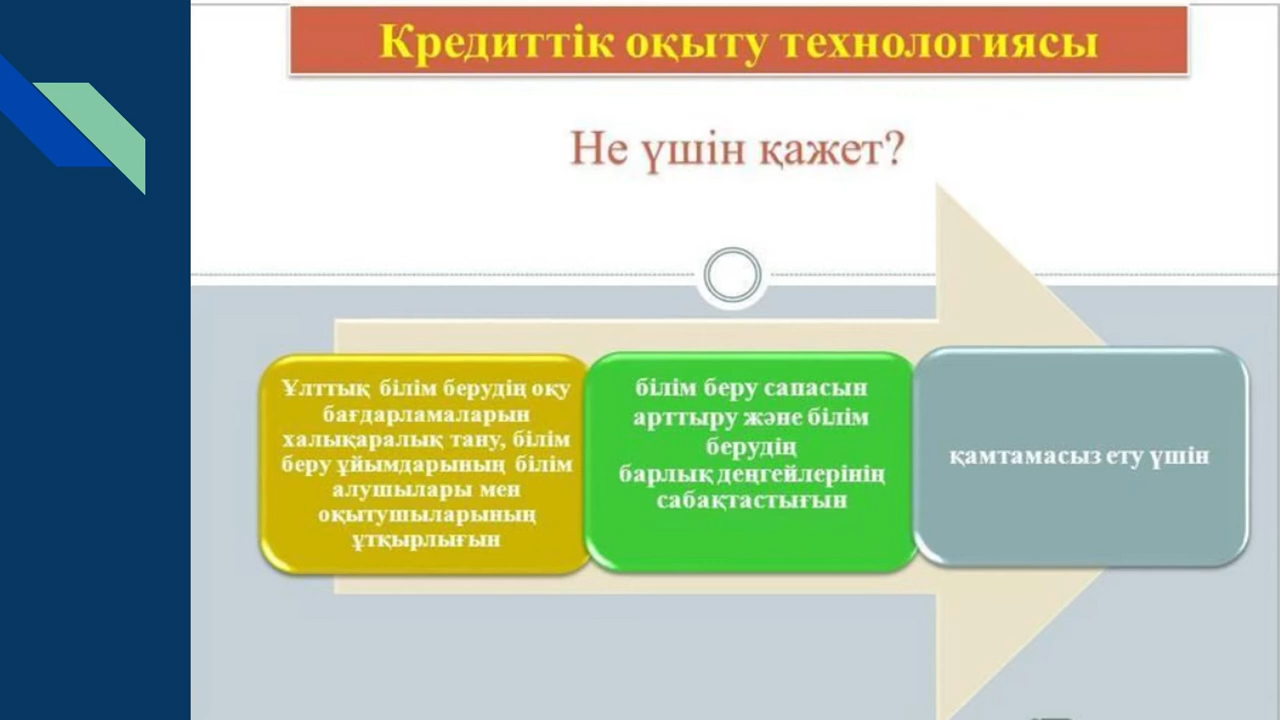 Кредиттік оқыту технологиясы
Не үшін қажет?
Ұлттық білім берудің оқу
бағдарламаларын
халықаралық тану, білім
беру ұйымдарының білім
алушылары мен
оқытушыларының
ұтқырлығын
білім беру сапасын
арттыру және білім
берудің
барлық деңгейлерінің
сабақтастығын
қамтамасыз ету үшін